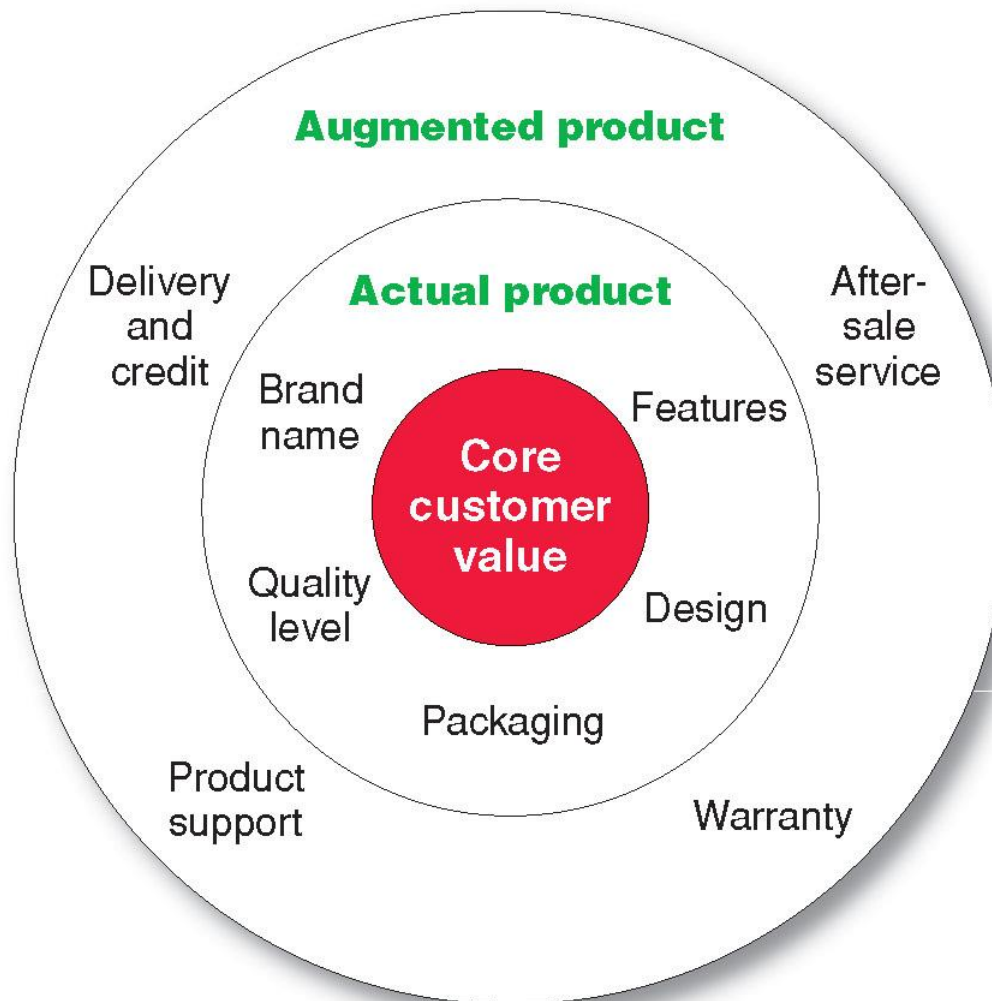 Augmented product
Delivery
and
credit
Actual product
After-
sale
service
Brand
name
Features
Core
customer
value
Quality
level
Design
Packaging
Product
support
Warranty